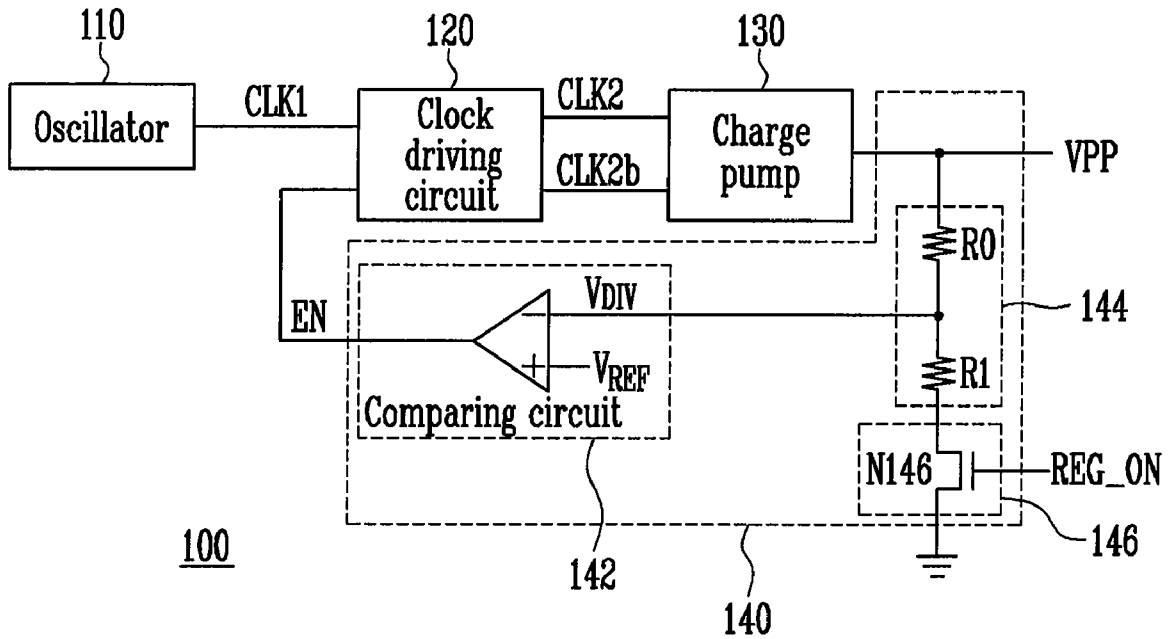 110
120
130
Oscillator
CLK1
Clock
driving
circuit
CLK2
CLK2b
Charge
pump
VPP
R0
144
EN
VDIV
−
+
VREF
R1
Comparing circuit
N146
REG_ON
100
142
140
146